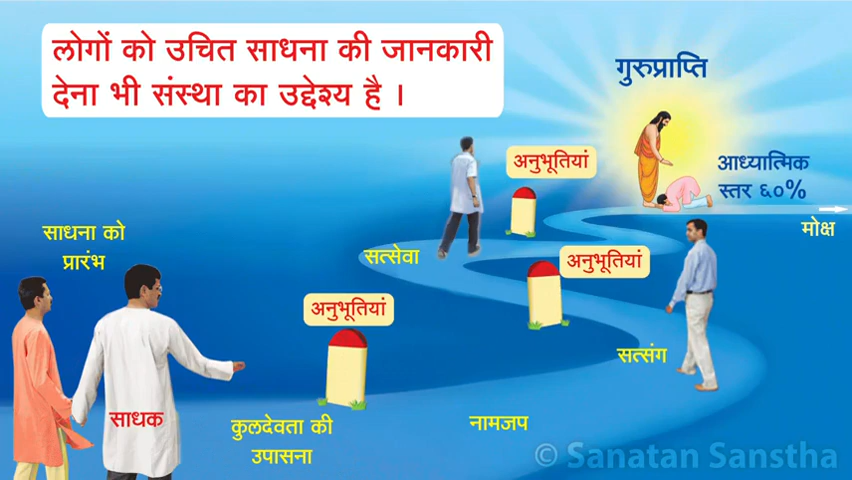 लोगों को उचित साधना की जानकारी
देना भी संस्था का उद्देश्य है ।
गुरुप्राप्ति
अनुभूतियां
आध्यात्मिक
स्तर ६०%
मोक्ष
साधना को
प्रारंभ
सत्सेवा
अनुभूतियां
अनुभूतियां
सत्संग
साधक
कुलदेवता की
उपासना
नामजप
© Sanatan Sanstha